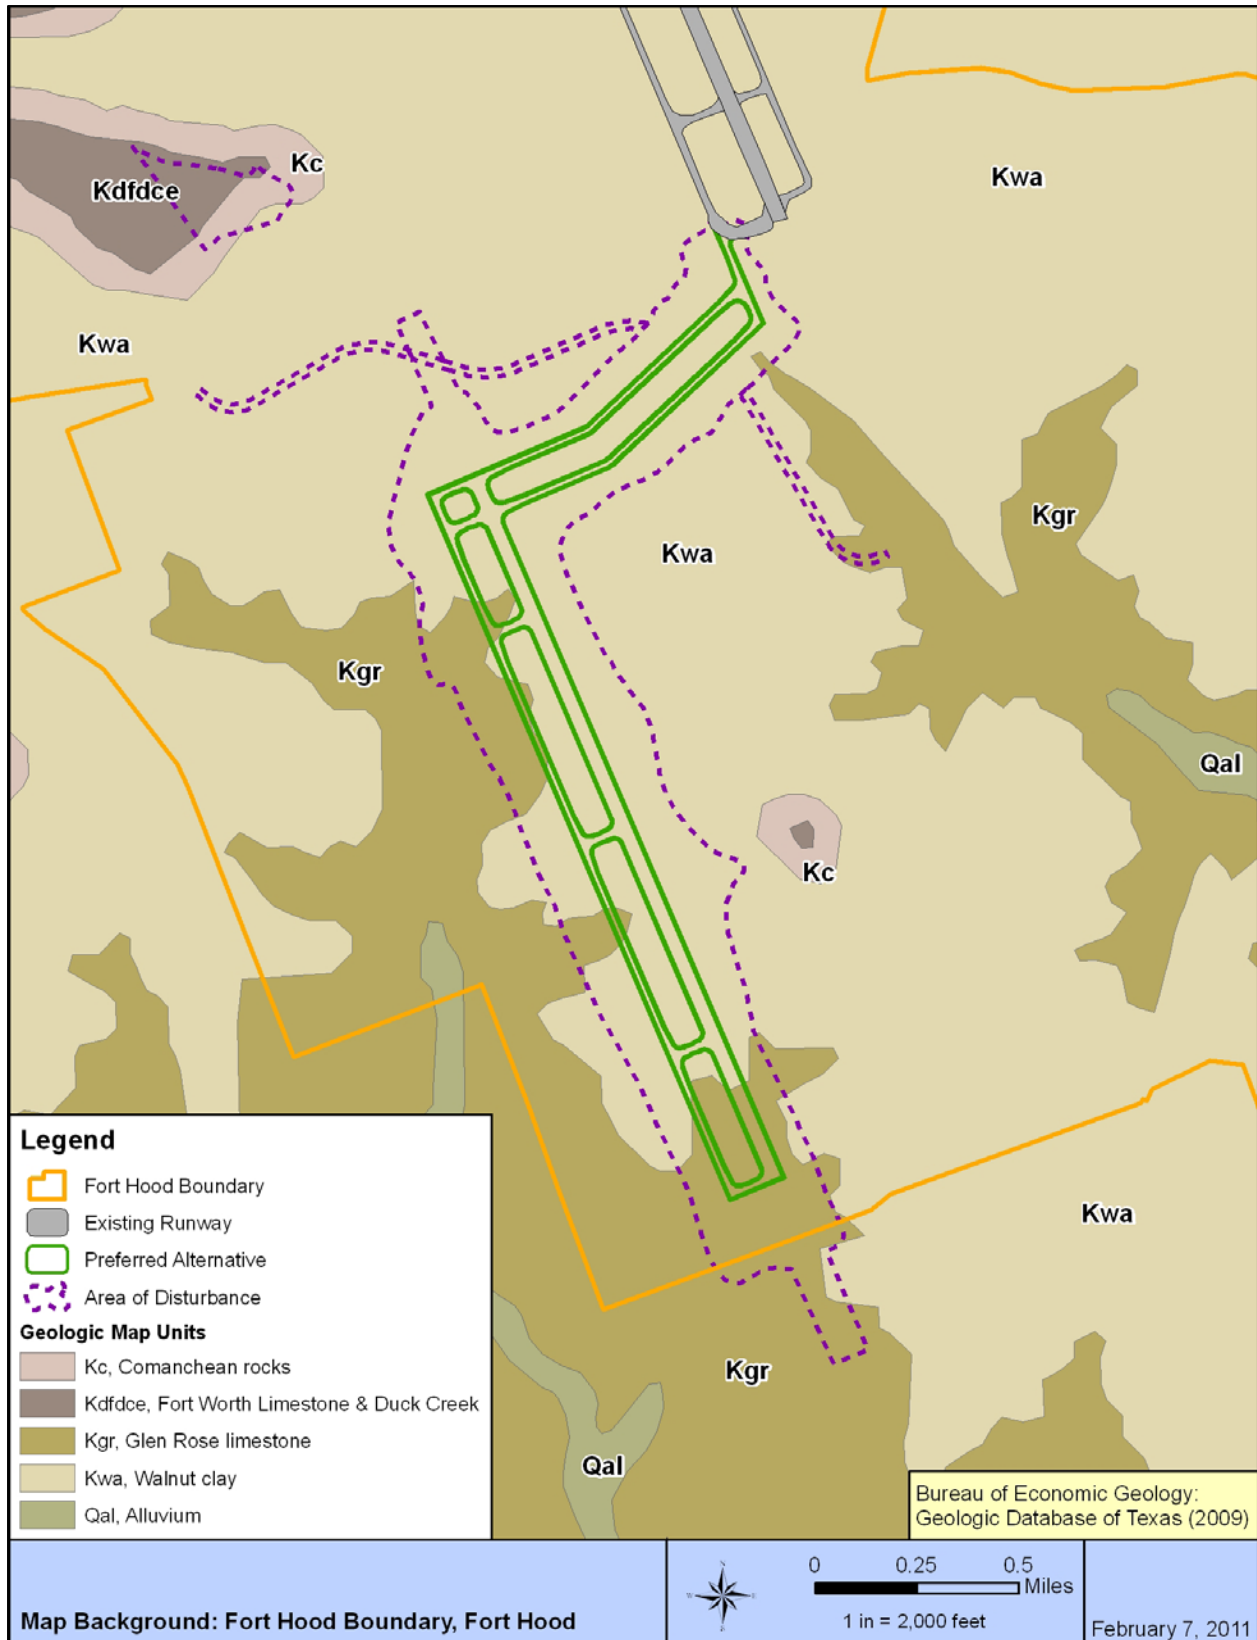 Kc
Kdfdce
Kwa
Kwa
Kgr
Kwa
Kgr
Qal
Kc
Kwa
Kgr
Qal
Legend
Fort Hood Boundary
Existing Runway
Preferred Alternative
Area of Disturbance
Geologic Map Units
Kc, Comanchean rocks
Kdfdce, Fort Worth Limestone & Duck Creek
Kgr, Glen Rose limestone
Kwa, Walnut clay
Qal, Alluvium
Bureau of Economic Geology:
Geologic Database of Texas (2009)
Map Background: Fort Hood Boundary, Fort Hood
0 0.25 0.5
Miles
1 in = 2,000 feet
February 7, 2011